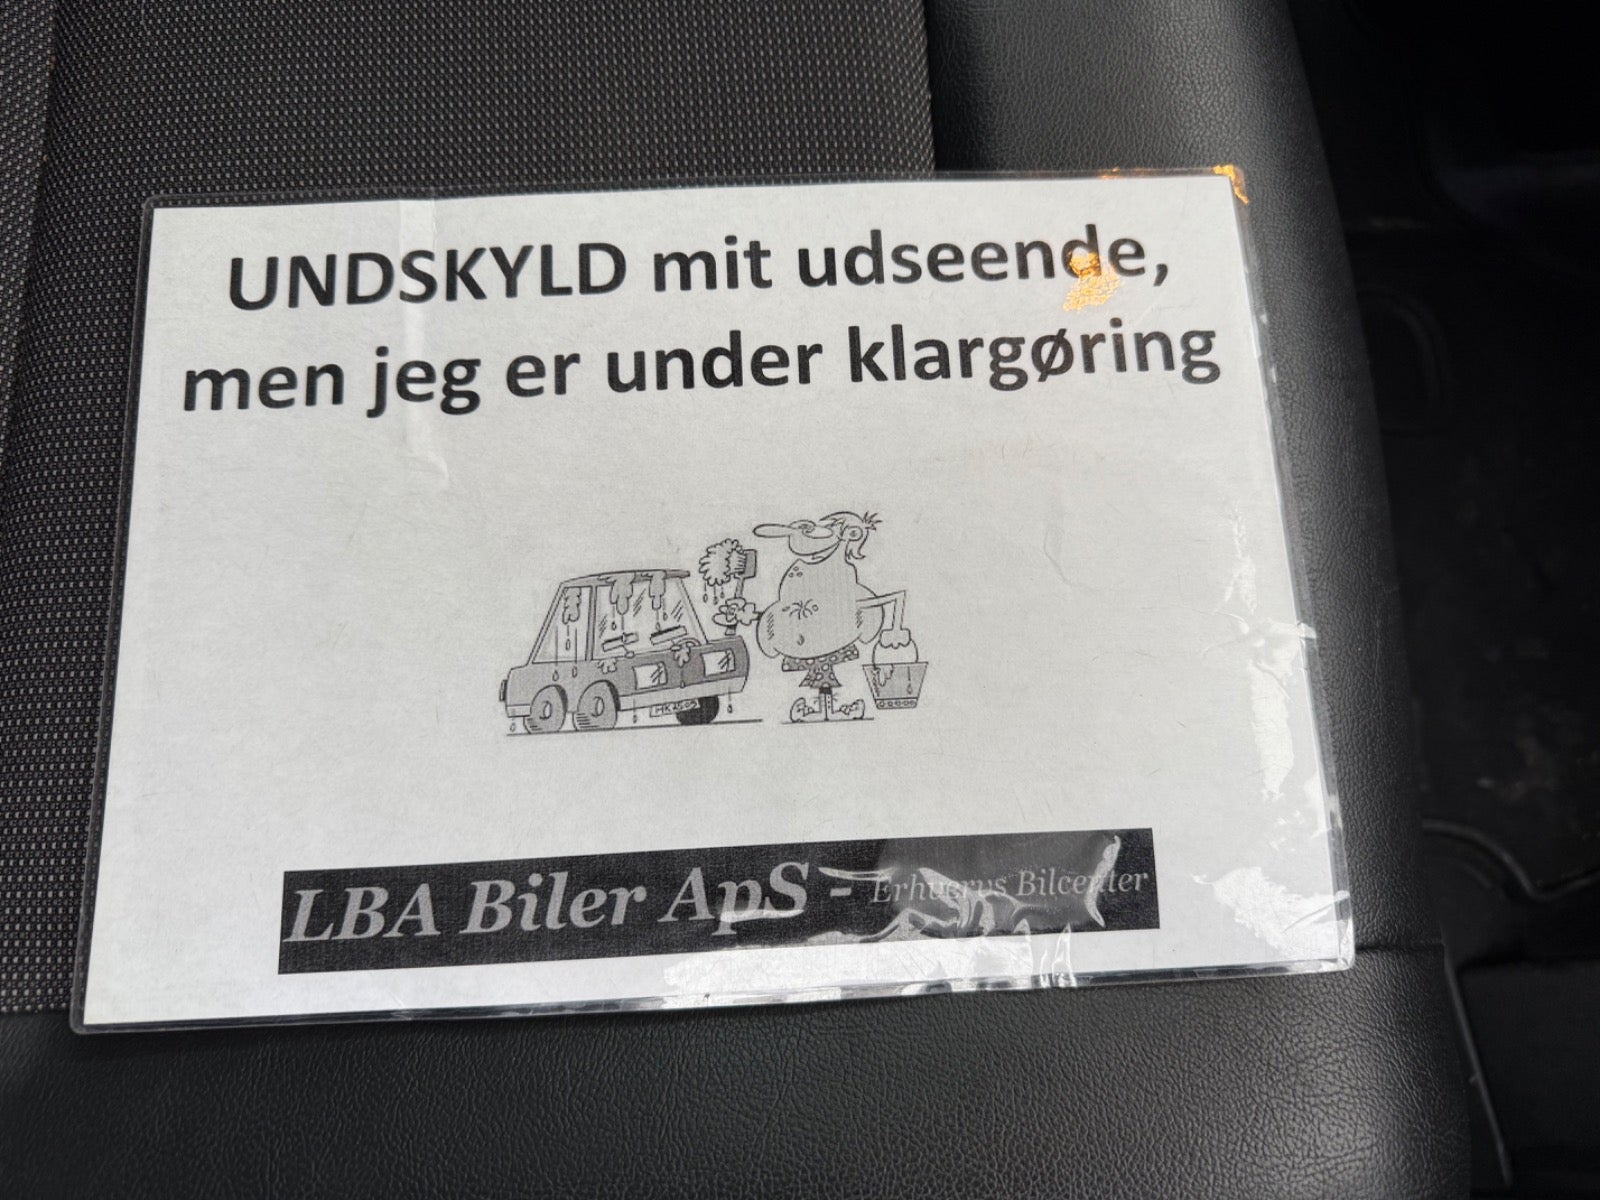 UNDSKYLD mit udseende,
men jeg er under klargøring
LBA Biler ApS - Erhvervs Bilcenter